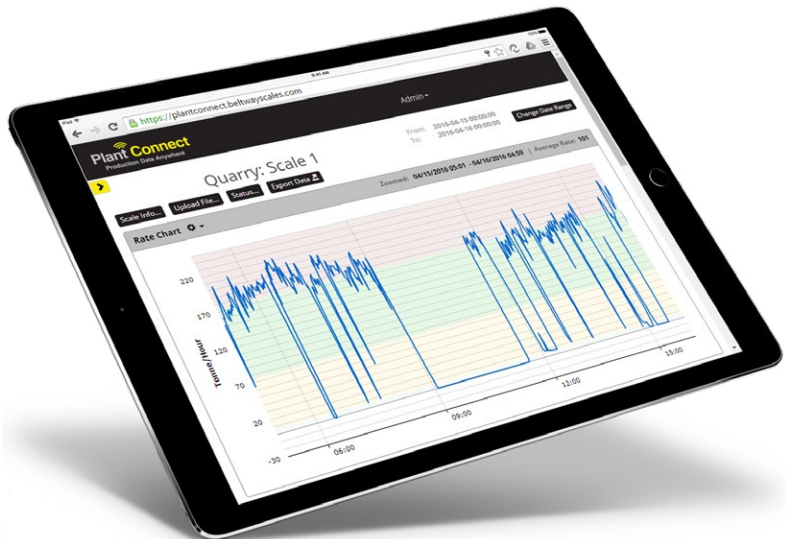 iPad
9:41 AM
https://plantconnect.beltwayscales.com
Plant Connect
Production Data Anywhere
Admin
Quarry: Scale 1
From: 2016-04-15 00:00:00
To: 2016-04-16 00:00:00
Change Date Range
Scale Info...
Upload File...
Status...
Export Data
Rate Chart
Zoomed: 04/15/2016 05:01 - 04/16/2016 04:59 | Average Rate: 101
Tonne/Hour
220
170
120
70
20
-30
06:00
09:00
12:00
15:00